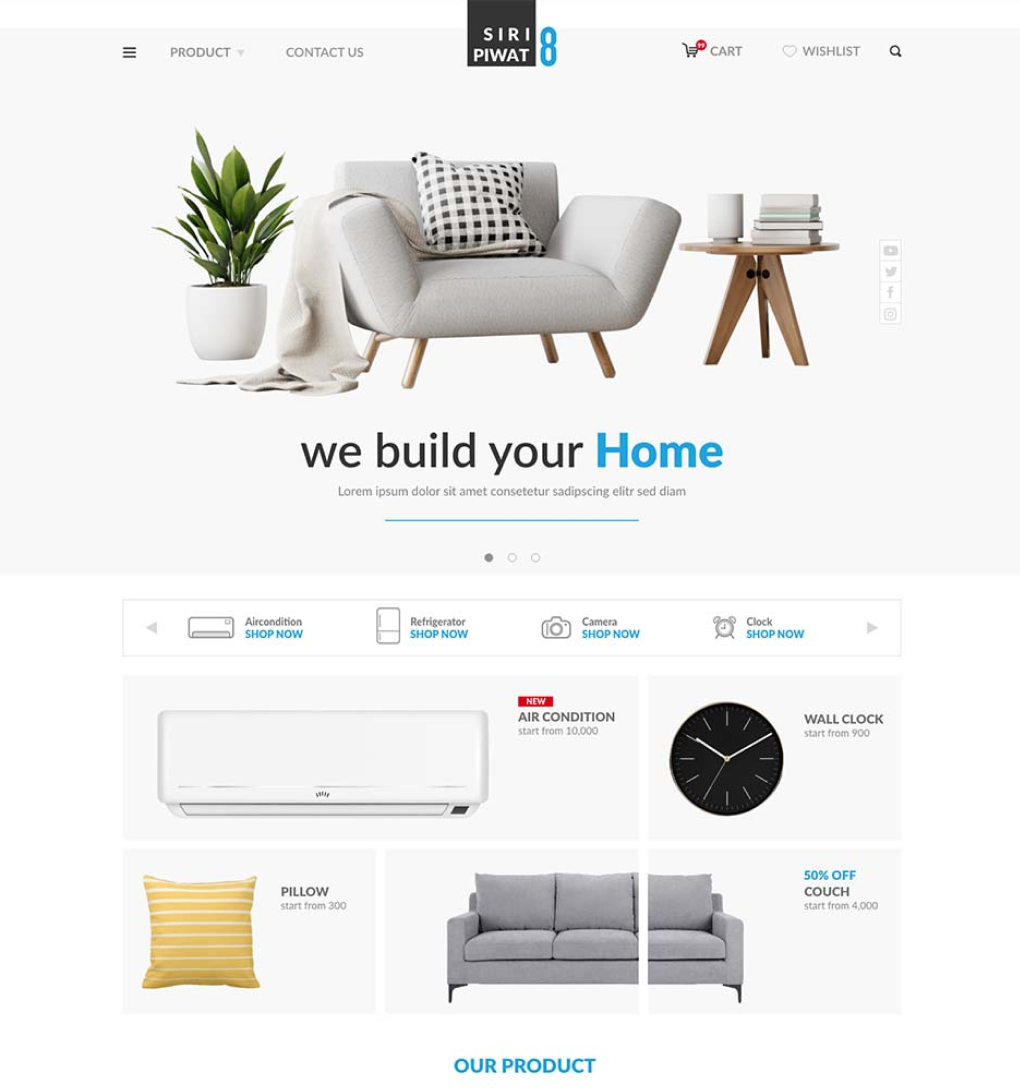 SIRI
PIWAT 8
PRODUCT
CONTACT US
99
CART
WISHLIST
we build your Home
Lorem ipsum dolor sit amet consetetur sadipscing elitr sed diam
Aircondition
SHOP NOW
Refrigerator
SHOP NOW
Camera
SHOP NOW
Clock
SHOP NOW
NEW
AIR CONDITION
start from 10,000
WALL CLOCK
start from 900
PILLOW
start from 300
50% OFF
COUCH
start from 4,000
OUR PRODUCT